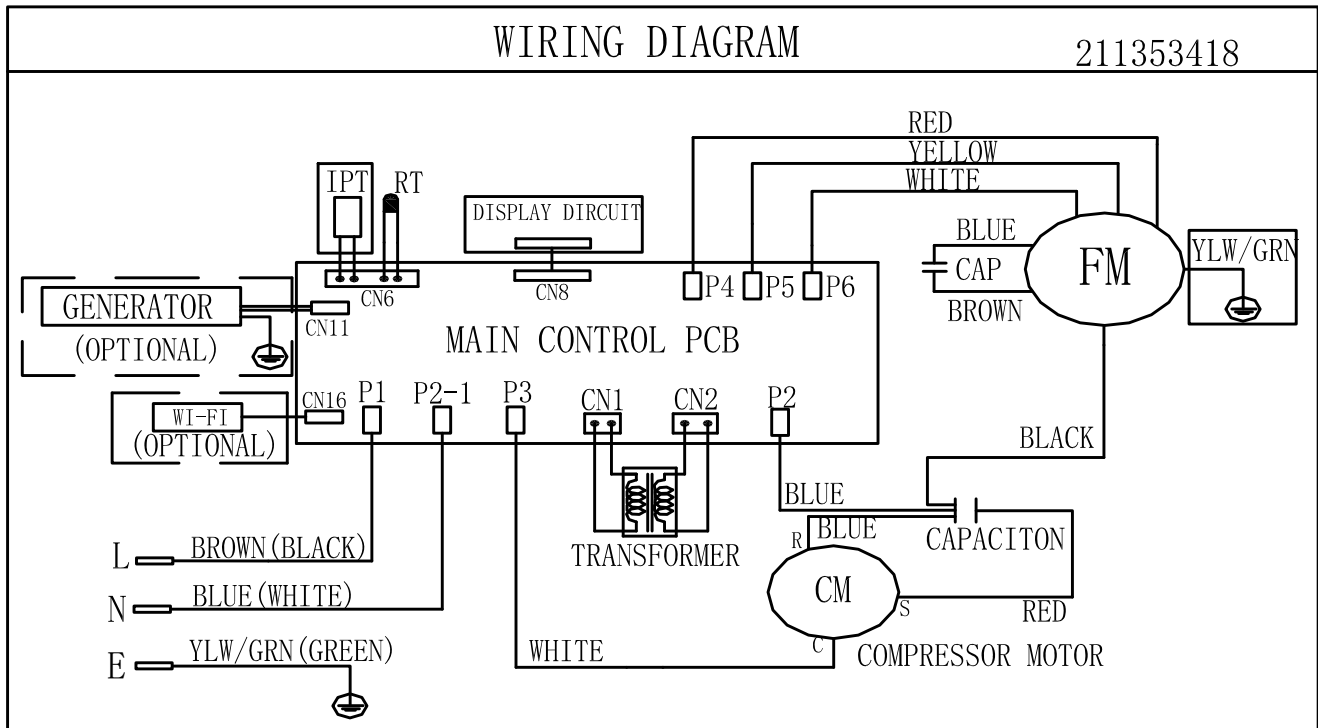 WIRING DIAGRAM
211353418
RED
YELLOW
WHITE
IPT
RT
DISPLAY DIRCUIT
BLUE
CAP
BROWN
FM
YLW/GRN
CN6
CN8
P4
P5
P6
GENERATOR
(OPTIONAL)
CN11
MAIN CONTROL PCB
WI-FI
(OPTIONAL)
CN16
P1
P2-1
P3
CN1
CN2
P2
BLACK
TRANSFORMER
BLUE
BLUE
CAPACITON
R
CM
S
C
RED
COMPRESSOR MOTOR
L
BROWN(BLACK)
N
BLUE(WHITE)
E
YLW/GRN(GREEN)
WHITE